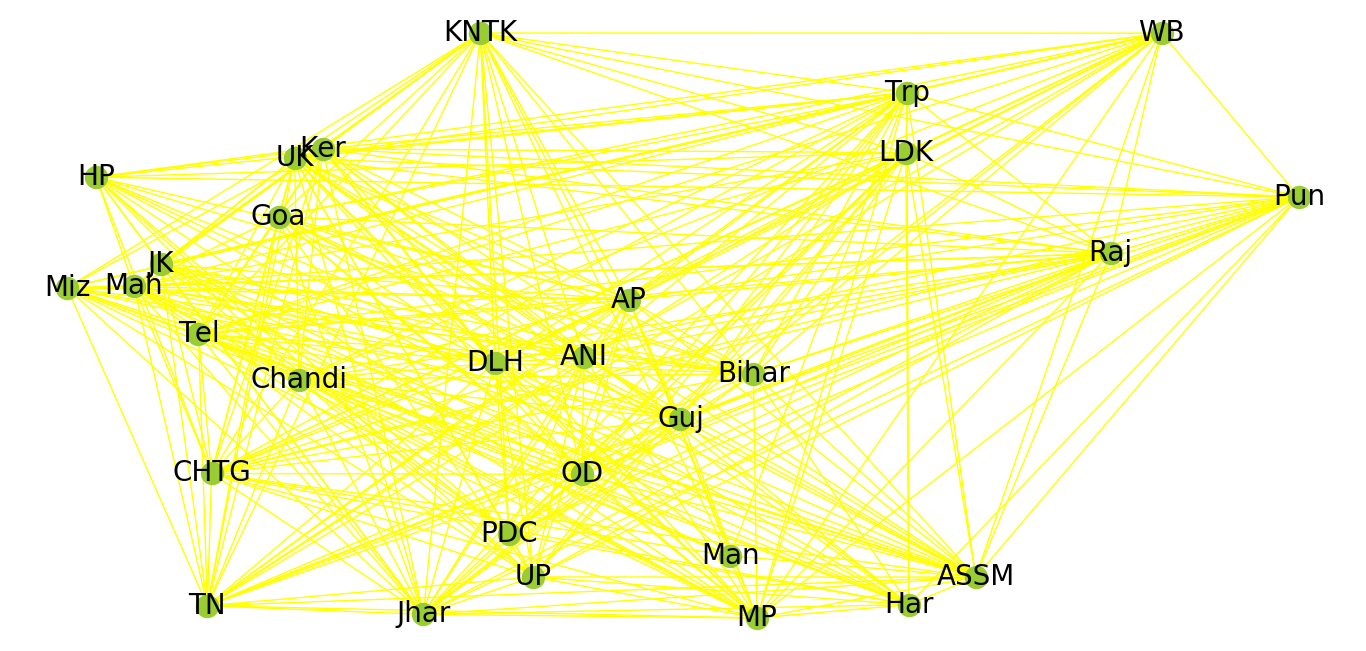 KNTK
WB
Trp
Ker
LDK
UK
HP
Pun
Goa
Raj
JK
Mah
Miz
AP
Tel
ANI
DLH
Bihar
Chandi
Guj
CHTG
OD
PDC
Man
UP
ASSM
TN
Har
Jhar
MP